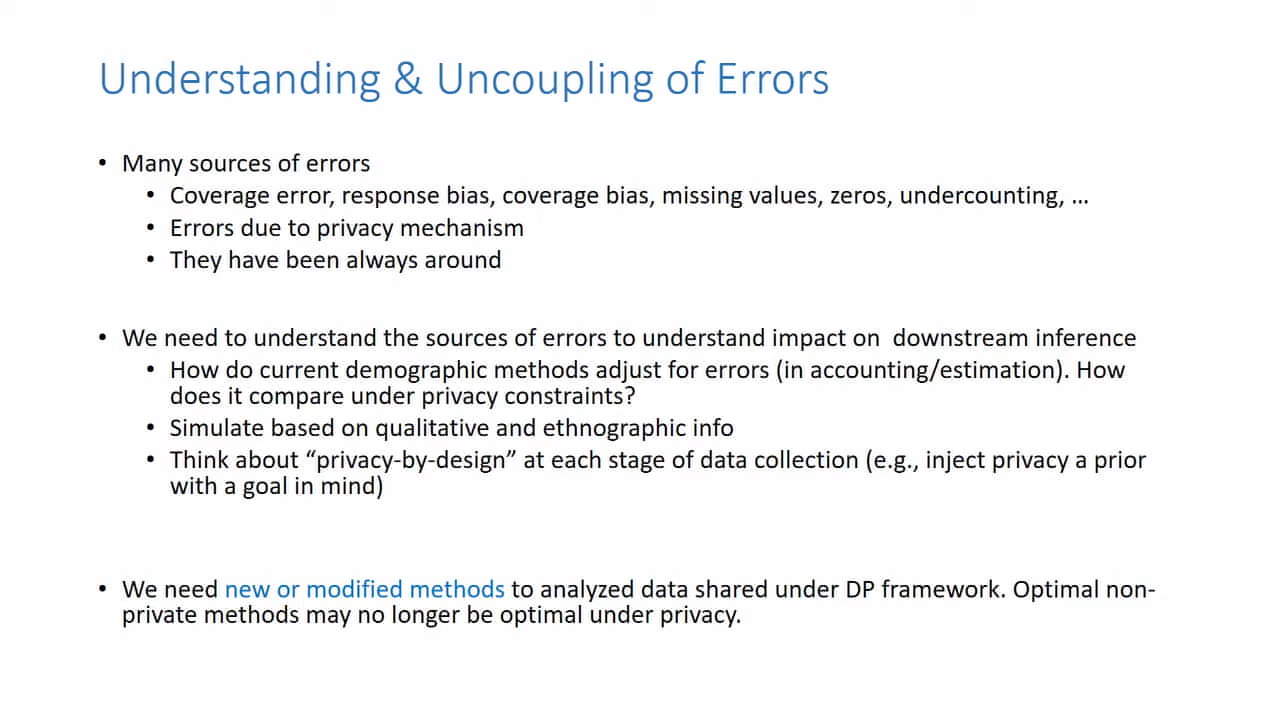 Understanding & Uncoupling of Errors
• Many sources of errors
• Coverage error, response bias, coverage bias, missing values, zeros, undercounting, …
• Errors due to privacy mechanism
• They have been always around
• We need to understand the sources of errors to understand impact on  downstream inference
• How do current demographic methods adjust for errors (in accounting/estimation). How
does it compare under privacy constraints?
• Simulate based on qualitative and ethnographic info
• Think about “privacy-by-design” at each stage of data collection (e.g., inject privacy a prior
with a goal in mind)
• We need new or modified methods to analyzed data shared under DP framework. Optimal non-
private methods may no longer be optimal under privacy.